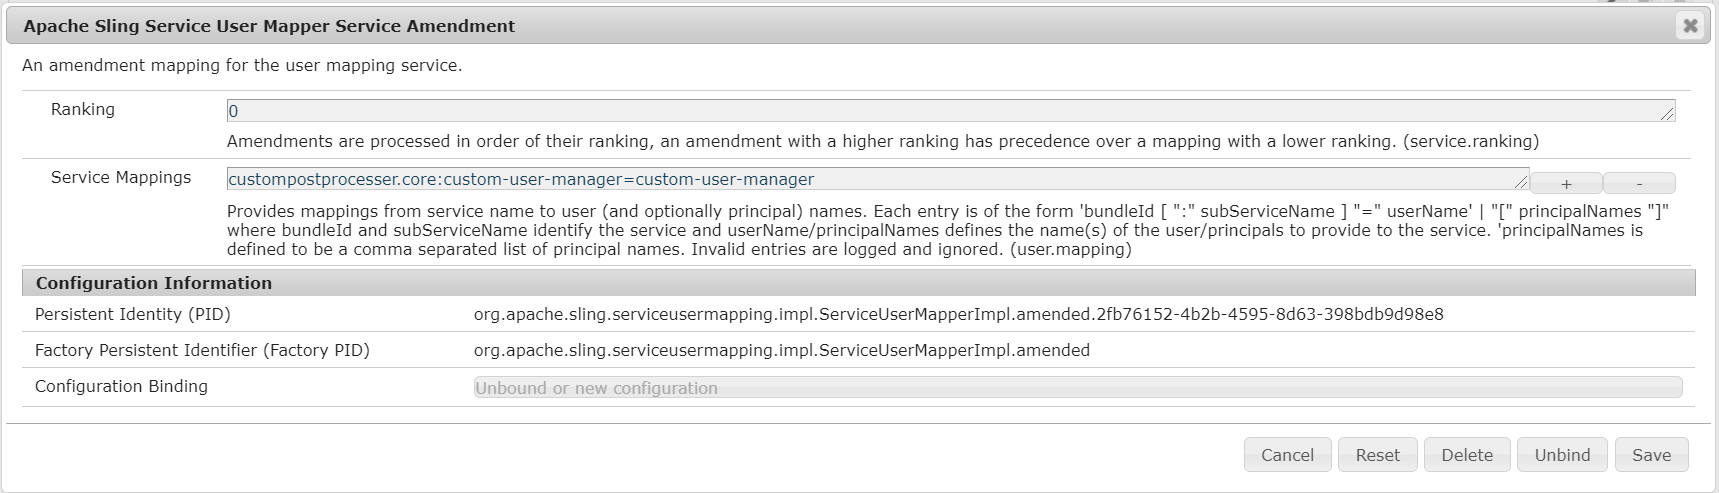 Apache Sling Service User Mapper Service Amendment
An amendment mapping for the user mapping service.
Ranking
0
Amendments are processed in order of their ranking, an amendment with a higher ranking has precedence over a mapping with a lower ranking. (service.ranking)
Service Mappings
custompostprocesser.core:custom-user-manager=custom-user-manager
+ -
Provides mappings from service name to user (and optionally principal) names. Each entry is of the form 'bundleId [ ":" subServiceName ] "=" userName' | "[" principalNames "]"
where bundleId and subServiceName identify the service and userName/principalNames defines the name(s) of the user/principals to provide to the service. 'principalNames is
defined to be a comma separated list of principal names. Invalid entries are logged and ignored. (user.mapping)
Configuration Information
Persistent Identity (PID) org.apache.sling.serviceusermapping.impl.ServiceUserMapperImpl.amended.2fb76152-4b2b-4595-8d63-398bdb9d98e8
Factory Persistent Identifier (Factory PID) org.apache.sling.serviceusermapping.impl.ServiceUserMapperImpl.amended
Configuration Binding Unbound or new configuration
Cancel Reset Delete Unbind Save